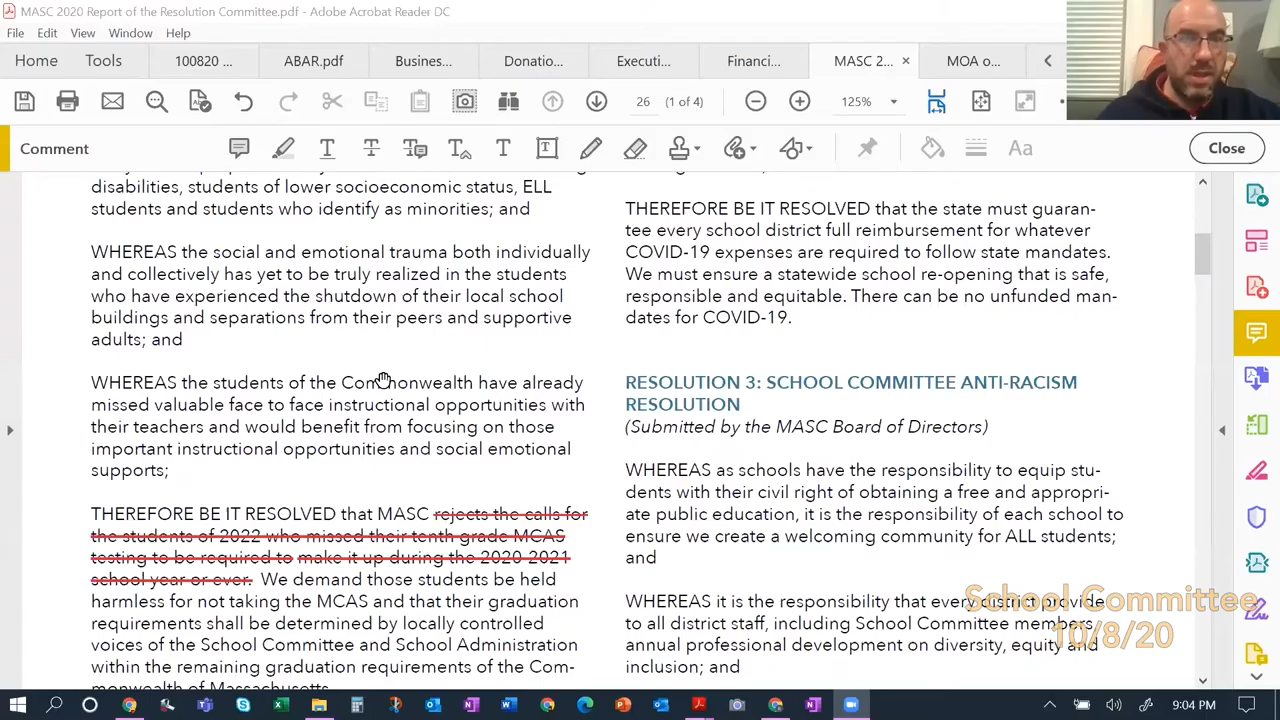 MASC 2020 Report of the Resolution Committee.pdf - Adobe Acrobat Reader DC
File Edit View Window Help
Home Tools 100820 ... ABAR.pdf Busines... Donatio... Executi... Financi... MASC 2... × MOA o...
26 (1 of 4) 125%
Comment Close
disabilities, students of lower socioeconomic status, ELL
students and students who identify as minorities; and
WHEREAS the social and emotional trauma both individually
and collectively has yet to be truly realized in the students
who have experienced the shutdown of their local school
buildings and separations from their peers and supportive
adults; and
WHEREAS the students of the Commonwealth have already
missed valuable face to face instructional opportunities with
their teachers and would benefit from focusing on those
important instructional opportunities and social emotional
supports;
THEREFORE BE IT RESOLVED that MASC rejects the calls for
the students of 2022 who missed their tenth grade MCAS
testing to be required to make it up during the 2020-2021
school year or ever. We demand those students be held
harmless for not taking the MCAS and that their graduation
requirements shall be determined by locally controlled
voices of the School Committee and School Administration
within the remaining graduation requirements of the Com-
monwealth of Massachusetts
THEREFORE BE IT RESOLVED that the state must guaran-
tee every school district full reimbursement for whatever
COVID-19 expenses are required to follow state mandates.
We must ensure a statewide school re-opening that is safe,
responsible and equitable. There can be no unfunded man-
dates for COVID-19.
RESOLUTION 3: SCHOOL COMMITTEE ANTI-RACISM
RESOLUTION
(Submitted by the MASC Board of Directors)
WHEREAS as schools have the responsibility to equip stu-
dents with their civil right of obtaining a free and appropri-
ate public education, it is the responsibility of each school to
ensure we create a welcoming community for ALL students;
and
WHEREAS it is the responsibility that every district provide
to all district staff, including School Committee members,
annual professional development on diversity, equity and
inclusion; and
School Committee
10/8/20
9:04 PM